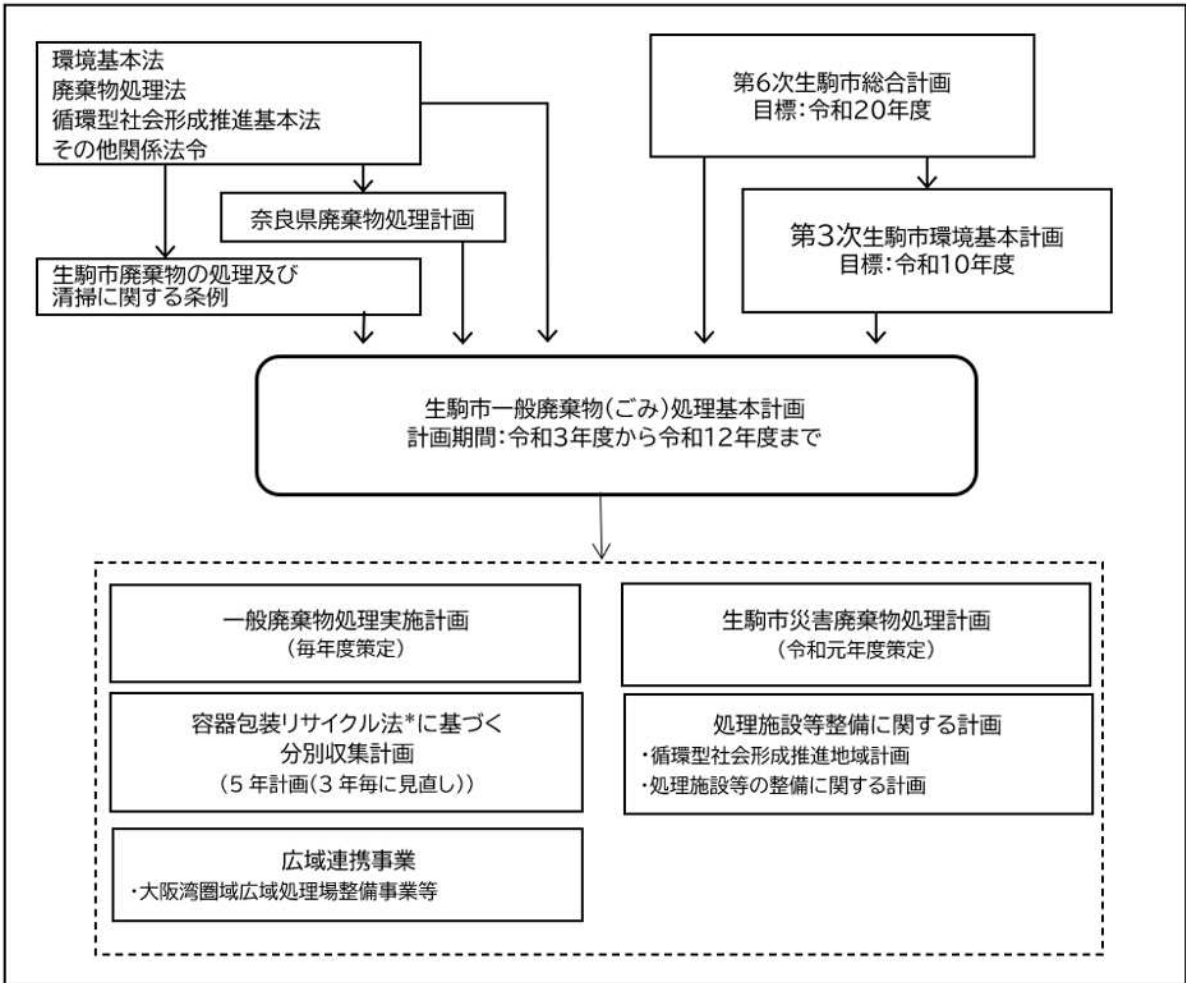 環境基本法
廃棄物処理法
循環型社会形成推進基本法
その他関係法令
第6次生駒市総合計画
目標：令和20年度
奈良県廃棄物処理計画
第3次生駒市環境基本計画
目標：令和10年度
生駒市廃棄物の処理及び
清掃に関する条例
生駒市一般廃棄物（ごみ）処理基本計画
計画期間：令和3年度から令和12年度まで
一般廃棄物処理実施計画
（毎年度策定）
生駒市災害廃棄物処理計画
（令和元年度策定）
容器包装リサイクル法*に基づく
分別収集計画
（5 年計画（3 年毎に見直し））
処理施設等整備に関する計画
・循環型社会形成推進地域計画
・処理施設等の整備に関する計画
広域連携事業
・大阪湾圏域広域処理場整備事業等